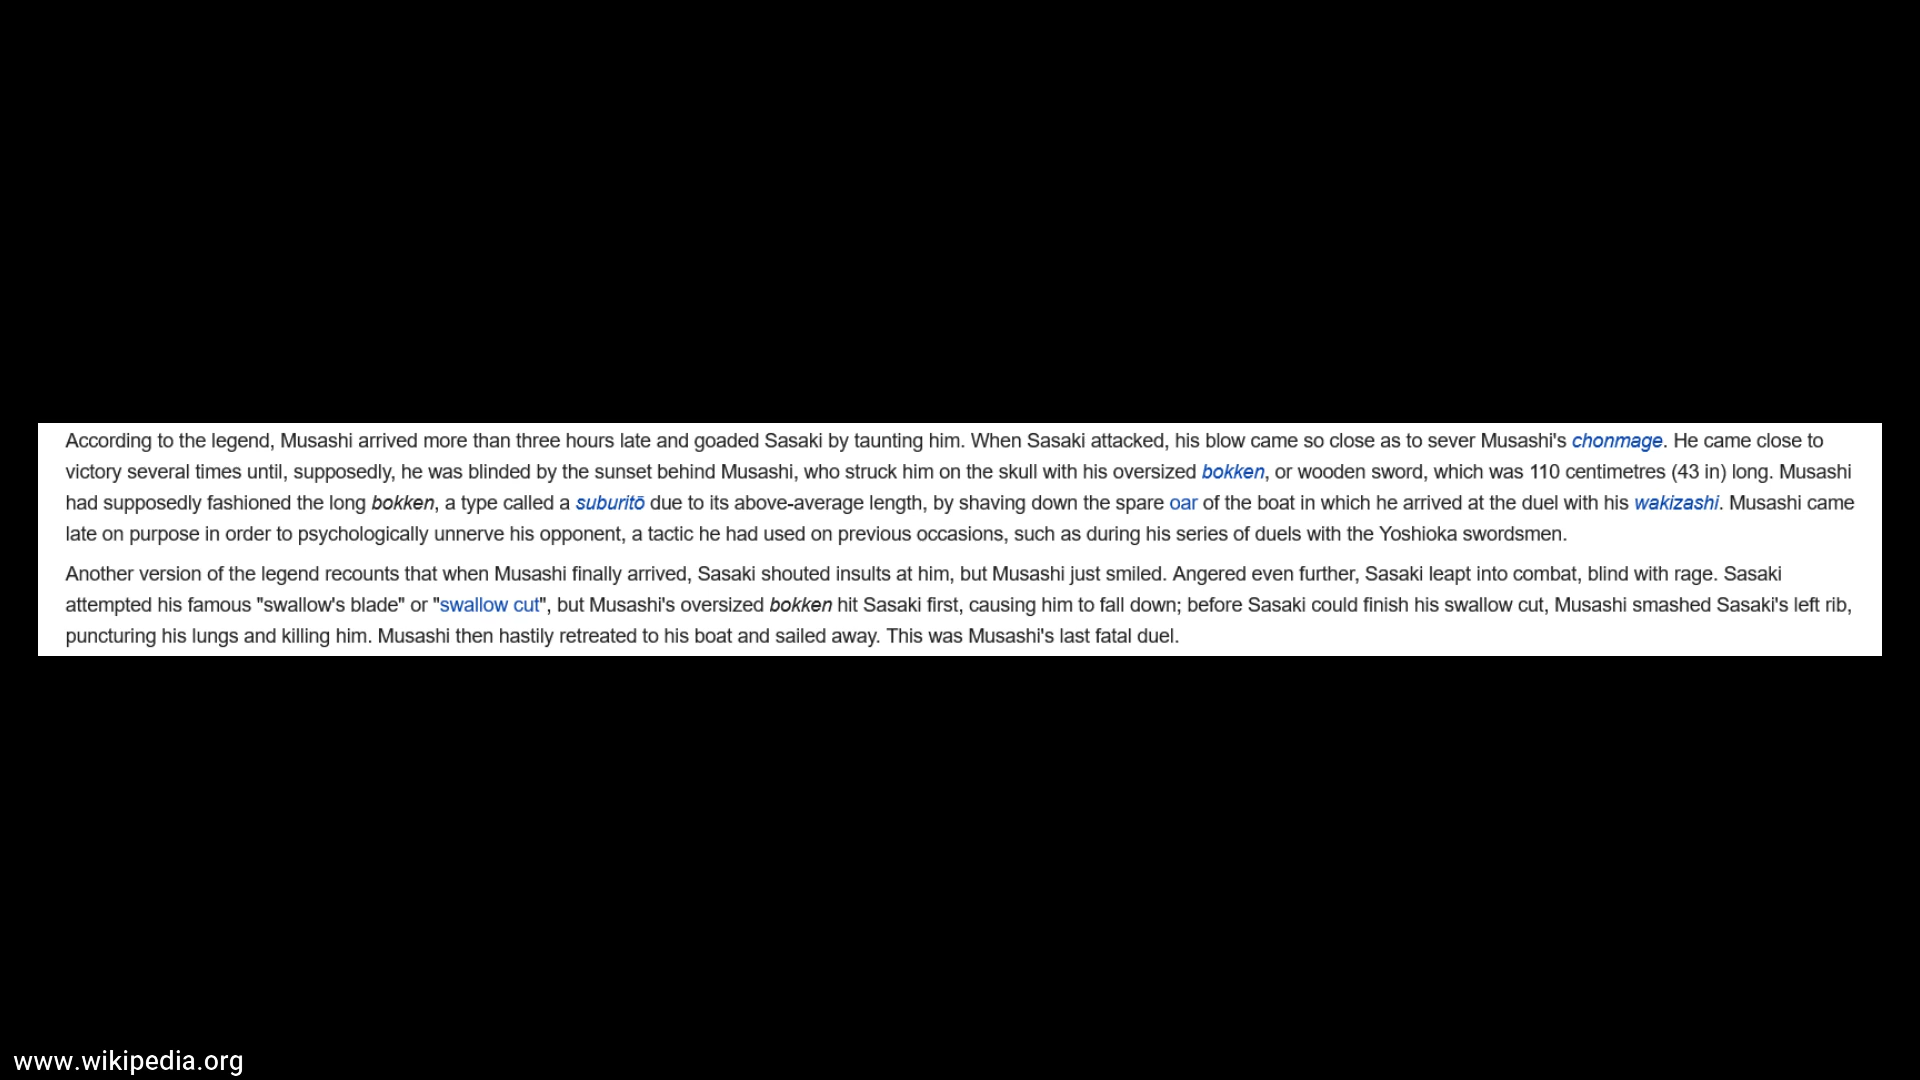 According to the legend, Musashi arrived more than three hours late and goaded Sasaki by taunting him. When Sasaki attacked, his blow came so close as to sever Musashi's chonmage. He came close to
victory several times until, supposedly, he was blinded by the sunset behind Musashi, who struck him on the skull with his oversized bokken, or wooden sword, which was 110 centimetres (43 in) long. Musashi
had supposedly fashioned the long bokken, a type called a suburitō due to its above-average length, by shaving down the spare oar of the boat in which he arrived at the duel with his wakizashi. Musashi came
late on purpose in order to psychologically unnerve his opponent, a tactic he had used on previous occasions, such as during his series of duels with the Yoshioka swordsmen.
Another version of the legend recounts that when Musashi finally arrived, Sasaki shouted insults at him, but Musashi just smiled. Angered even further, Sasaki leapt into combat, blind with rage. Sasaki
attempted his famous "swallow's blade" or "swallow cut", but Musashi's oversized bokken hit Sasaki first, causing him to fall down; before Sasaki could finish his swallow cut, Musashi smashed Sasaki's left rib,
puncturing his lungs and killing him. Musashi then hastily retreated to his boat and sailed away. This was Musashi's last fatal duel.
www.wikipedia.org